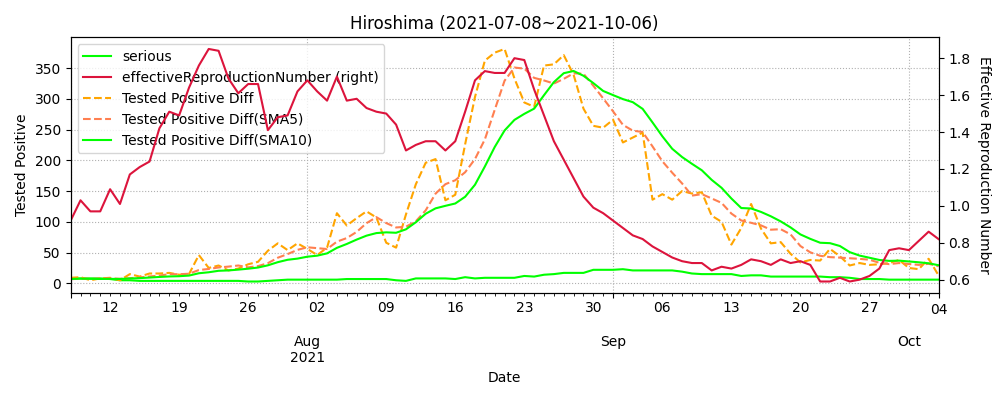 Hiroshima (2021-07-08~2021-10-06)
serious
effectiveReproductionNumber (right)
Tested Positive Diff
Tested Positive Diff(SMA5)
Tested Positive Diff(SMA10)
Tested Positive
350
300
250
200
150
100
50
0
1.8
1.6
1.4
1.2
1.0
0.8
0.6
Effective Reproduction Number
12 19 26 02 09 16 23 30 06 13 20 27 04
Aug Sep Oct
2021
Date